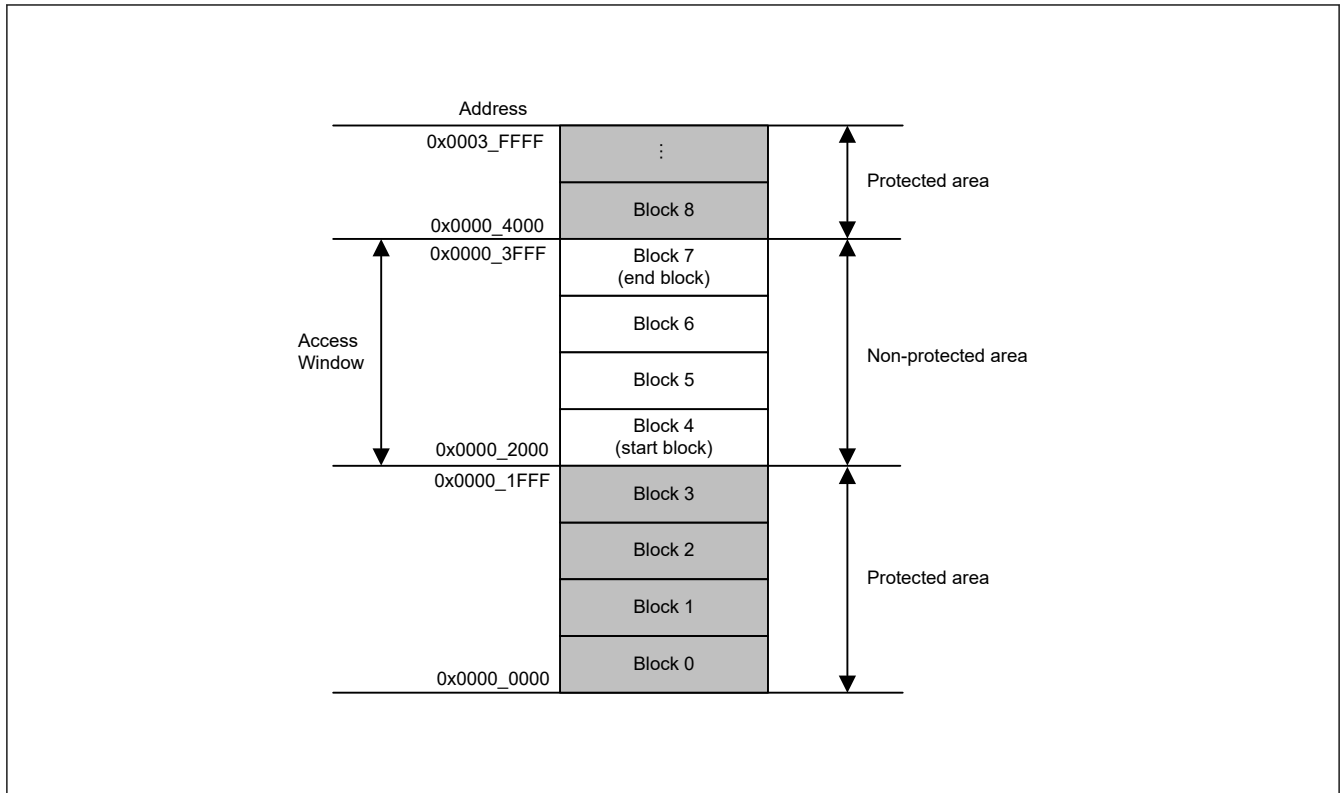 Address
0x0003_FFFF
⋮
Protected area
Block 8
0x0000_4000
0x0000_3FFF
Block 7
(end block)
Block 6
Access
Window
Non-protected area
Block 5
Block 4
(start block)
0x0000_2000
0x0000_1FFF
Block 3
Block 2
Protected area
Block 1
Block 0
0x0000_0000